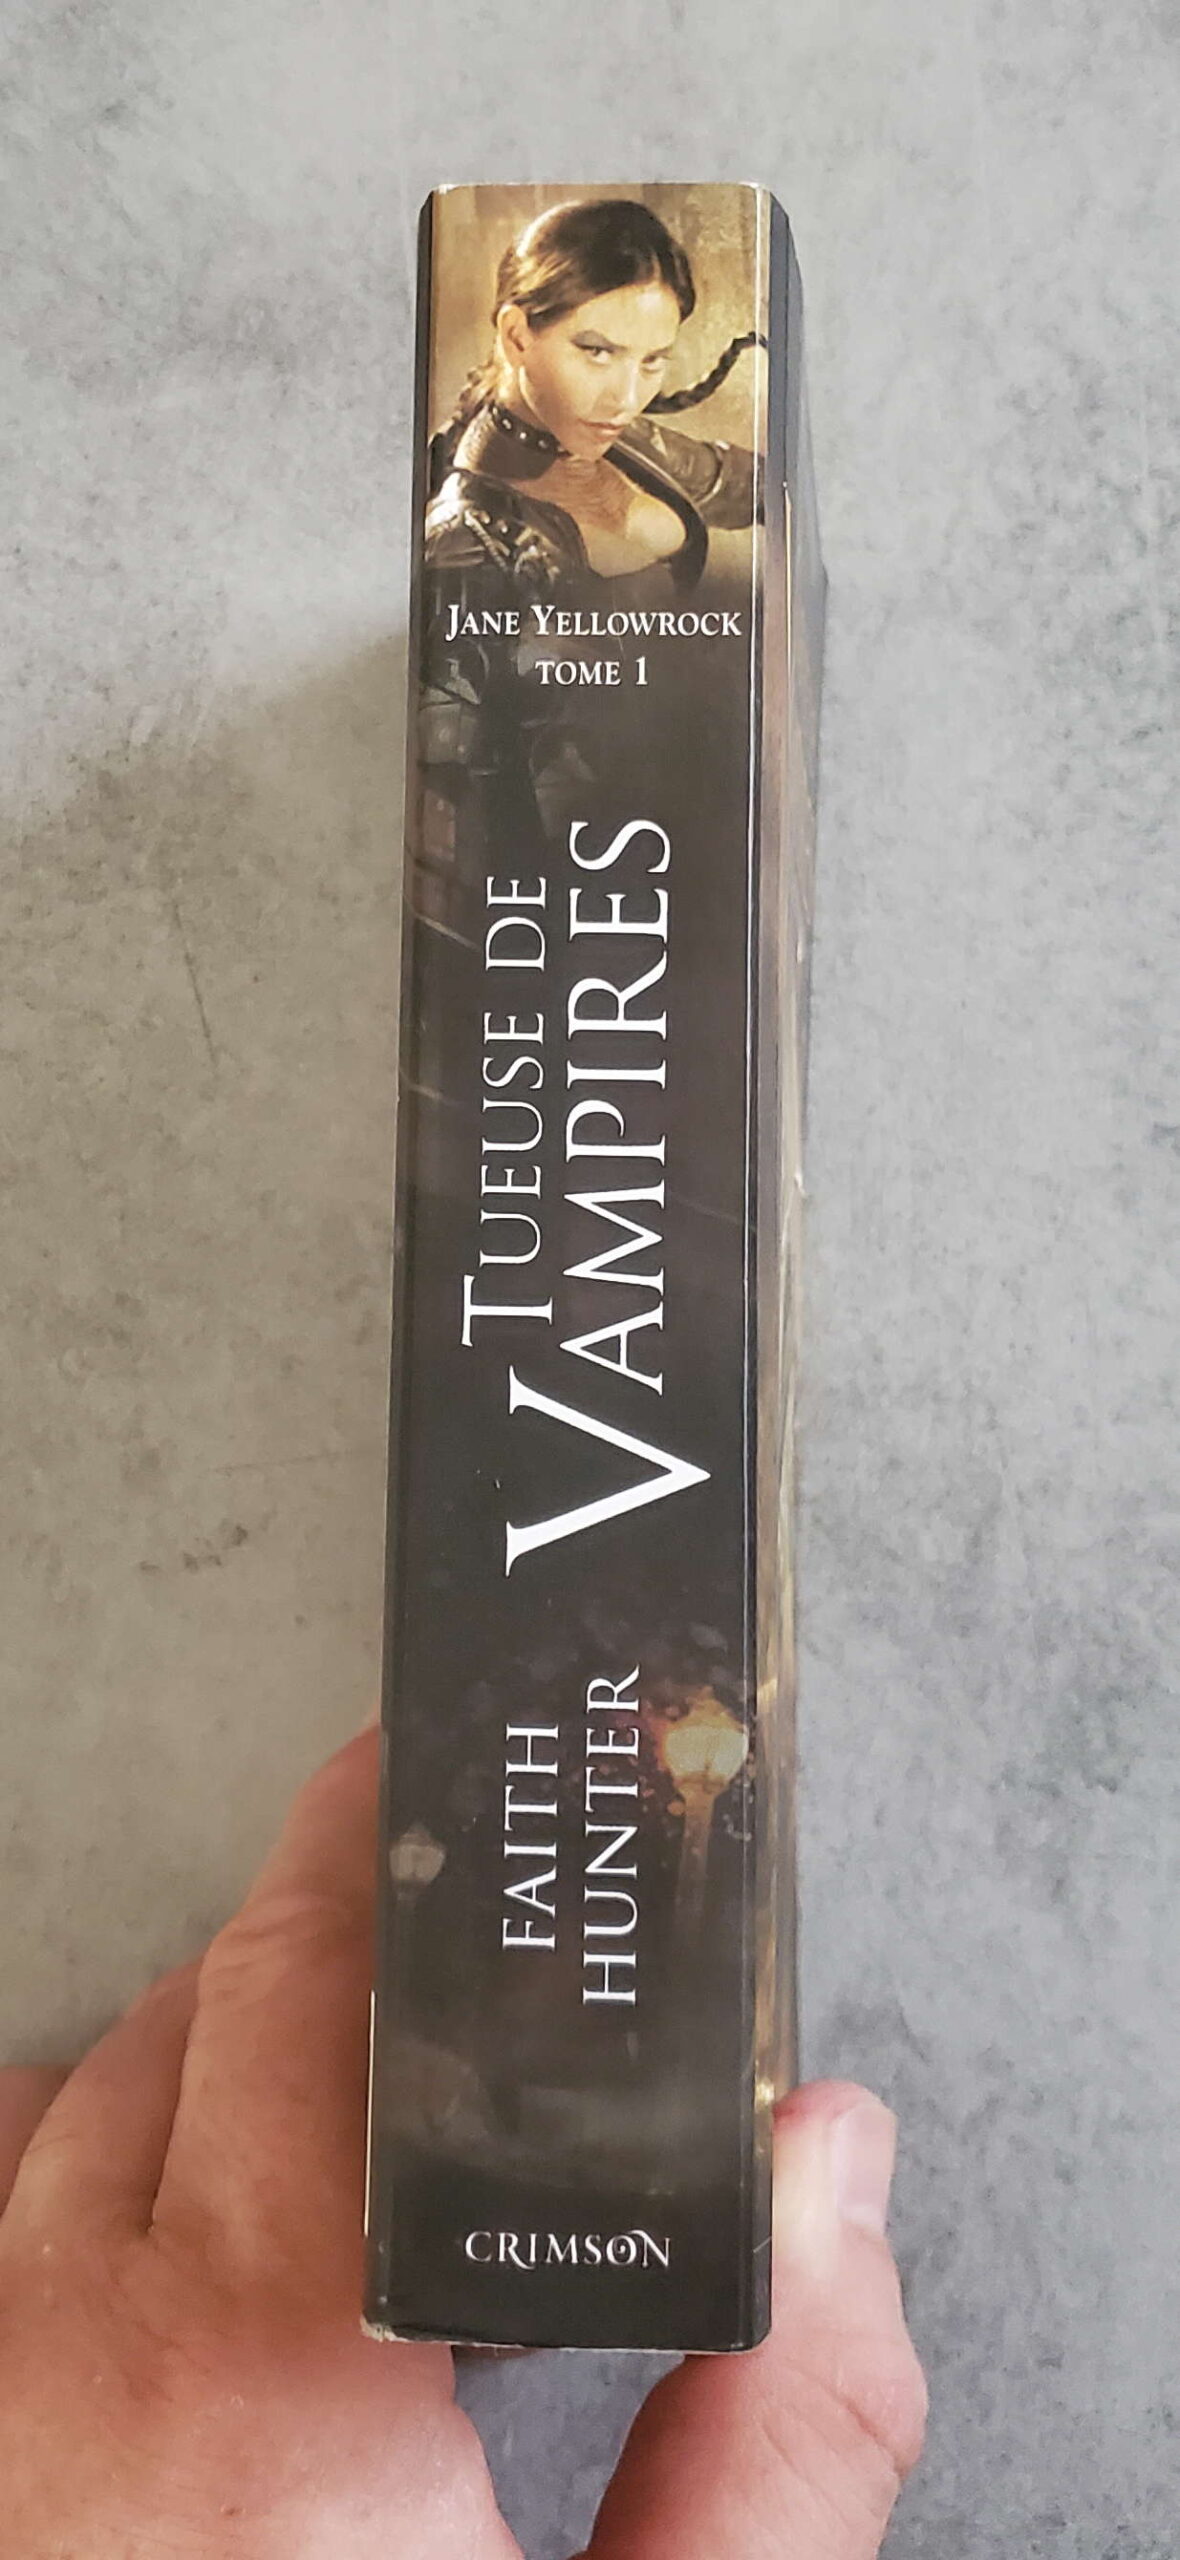 JANE YELLOWROCK
TOME 1
TUEUSE DE
VAMPIRES
FAITH
HUNTER
CRIMSON